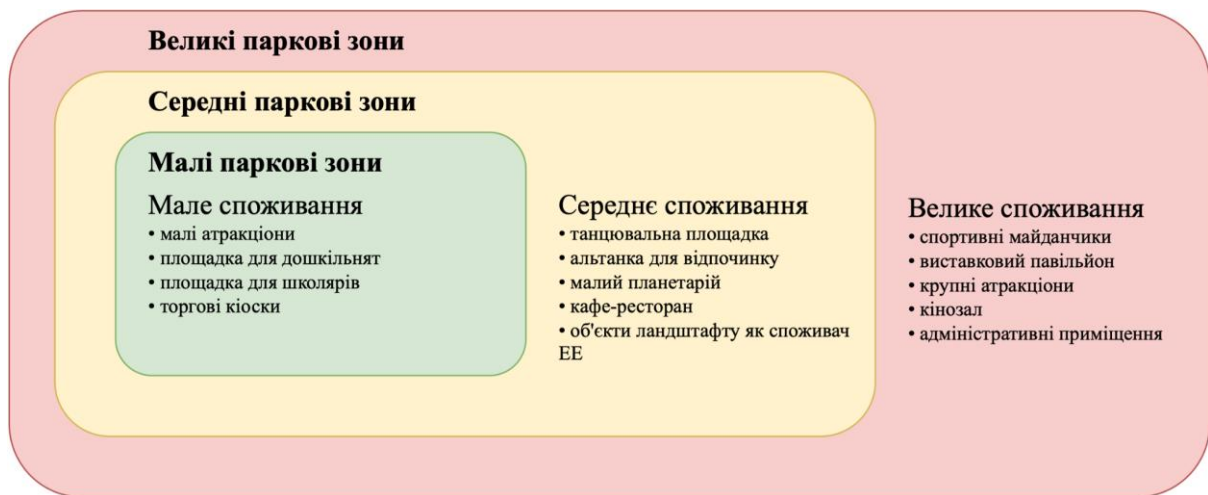 Великі паркові зони
Середні паркові зони
Малі паркові зони
Мале споживання
• малі атракціони
• площадка для дошкільнят
• площадка для школярів
• торгові кіоски
Середнє споживання
• танцювальна площадка
• альтанка для відпочинку
• малий планетарій
• кафе-ресторан
• об'єкти ландштафту як споживач
ЕЕ
Велике споживання
• спортивні майданчики
• виставковий павільйон
• крупні атракціони
• кінозал
• адміністративні приміщення